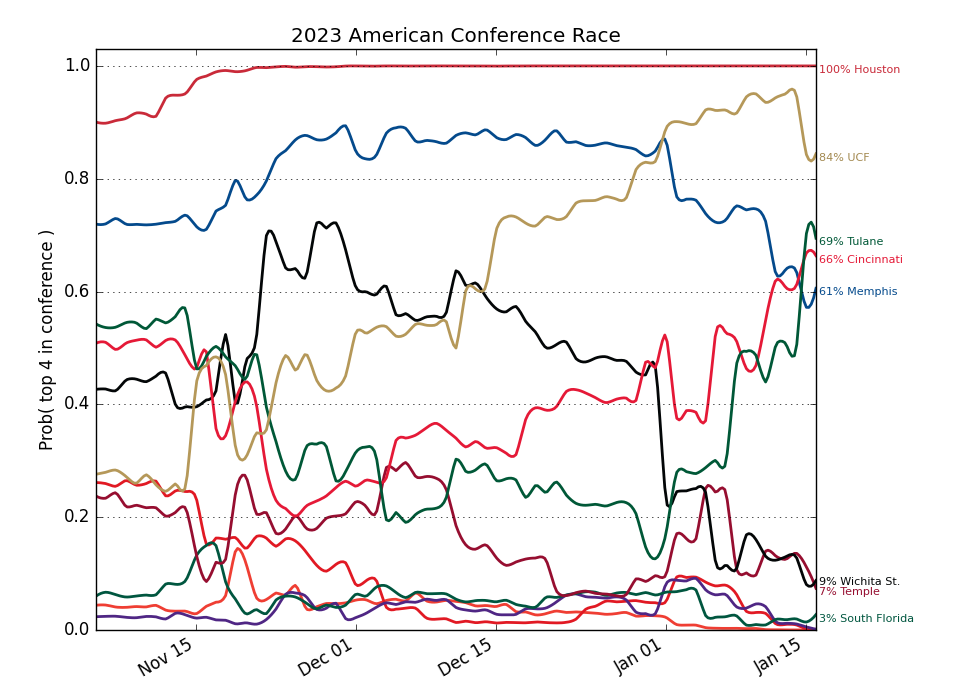 2023 American Conference Race
Prob( top 4 in conference )
1.0
0.8
0.6
0.4
0.2
0.0
Nov 15
Dec 01
Dec 15
Jan 01
Jan 15
100% Houston
84% UCF
69% Tulane
66% Cincinnati
61% Memphis
9% Wichita St.
7% Temple
3% South Florida